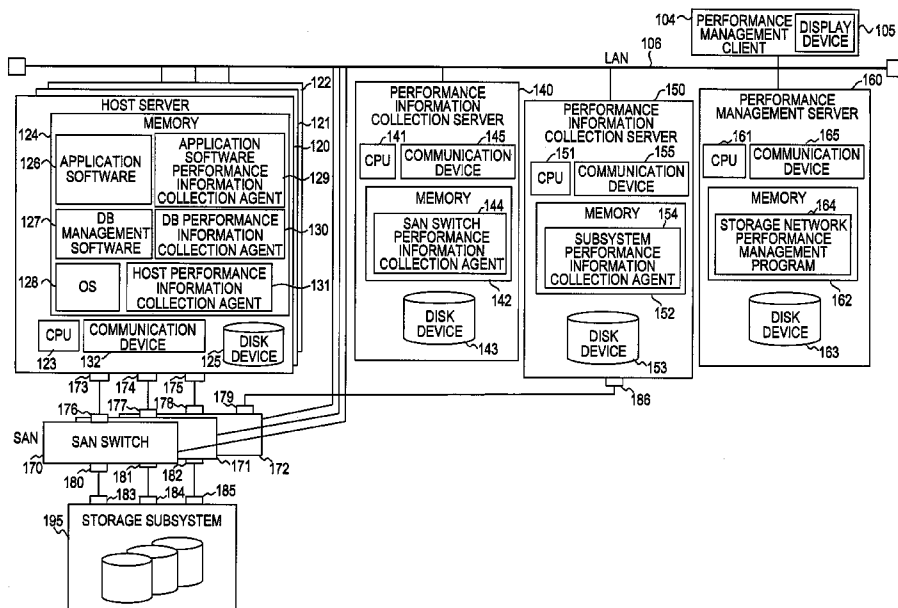 104
PERFORMANCE
MANAGEMENT
CLIENT
DISPLAY
DEVICE
105
LAN
106
122
121
120
HOST SERVER
MEMORY
124
126
APPLICATION
SOFTWARE
APPLICATION
SOFTWARE
PERFORMANCE
INFORMATION
COLLECTION AGENT
129
127
DB
MANAGEMENT
SOFTWARE
DB PERFORMANCE
INFORMATION
COLLECTION AGENT
130
128
OS
HOST PERFORMANCE
INFORMATION
COLLECTION AGENT
131
CPU
123
COMMUNICATION
DEVICE
132
125
DISK
DEVICE
140
PERFORMANCE
INFORMATION
COLLECTION SERVER
141
145
CPU
COMMUNICATION
DEVICE
MEMORY
144
SAN SWITCH
PERFORMANCE
INFORMATION
COLLECTION AGENT
142
DISK
DEVICE
143
150
PERFORMANCE
INFORMATION
COLLECTION SERVER
151
155
CPU
COMMUNICATION
DEVICE
MEMORY
154
SUBSYSTEM
PERFORMANCE
INFORMATION
COLLECTION AGENT
152
DISK
DEVICE
153
186
160
PERFORMANCE
MANAGEMENT SERVER
161
165
CPU
COMMUNICATION
DEVICE
MEMORY
164
STORAGE NETWORK
PERFORMANCE
MANAGEMENT
PROGRAM
162
DISK
DEVICE
163
173
174
175
176
177
178
179
SAN
SAN SWITCH
170
171
172
180
181
182
183
184
185
195
STORAGE SUBSYSTEM